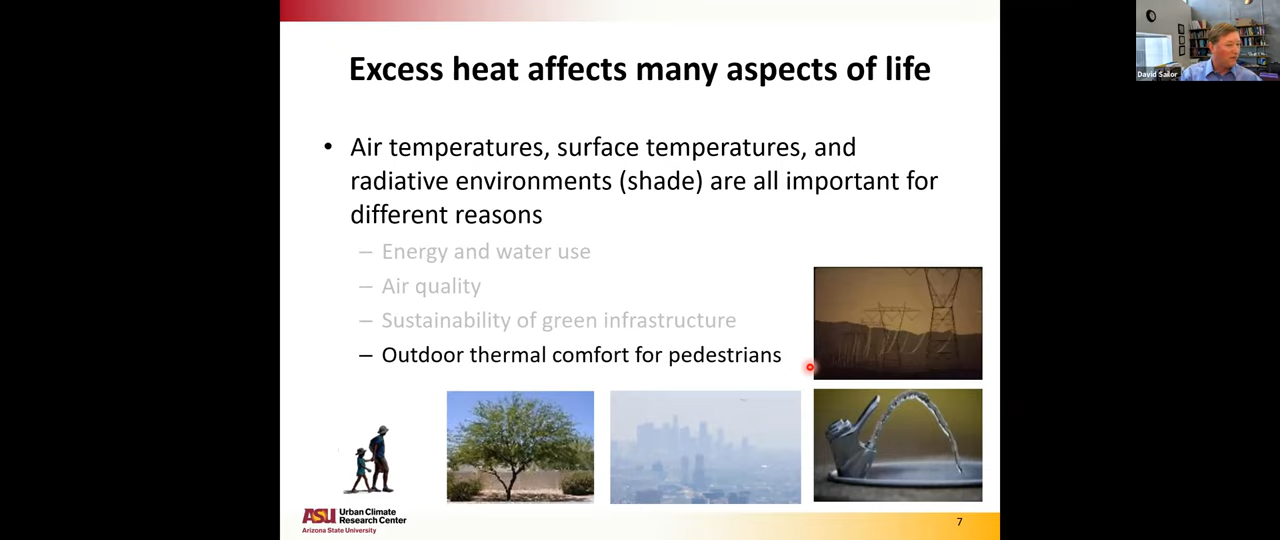 Excess heat affects many aspects of life
David Sailor
• Air temperatures, surface temperatures, and
radiative environments (shade) are all important for
different reasons
– Energy and water use
– Air quality
– Sustainability of green infrastructure
– Outdoor thermal comfort for pedestrians
ASU Urban Climate
Research Center
Arizona State University
7